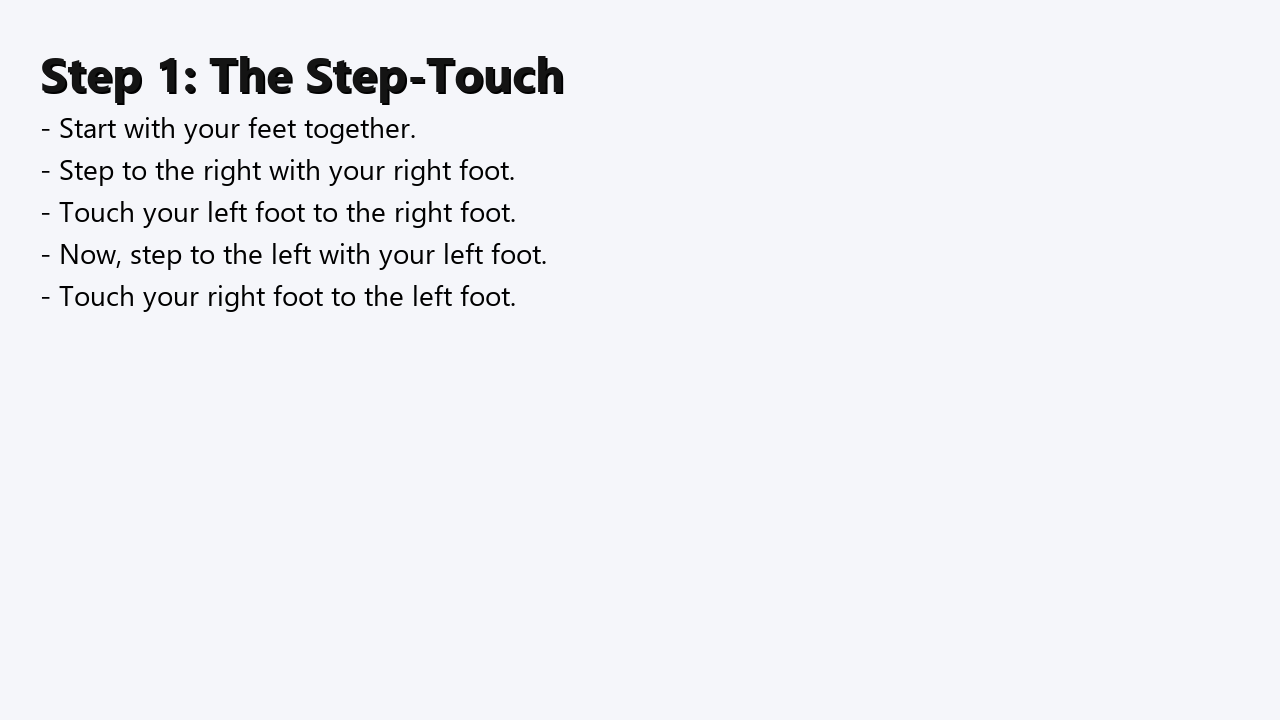 Step 1: The Step-Touch
- Start with your feet together.
- Step to the right with your right foot.
- Touch your left foot to the right foot.
- Now, step to the left with your left foot.
- Touch your right foot to the left foot.